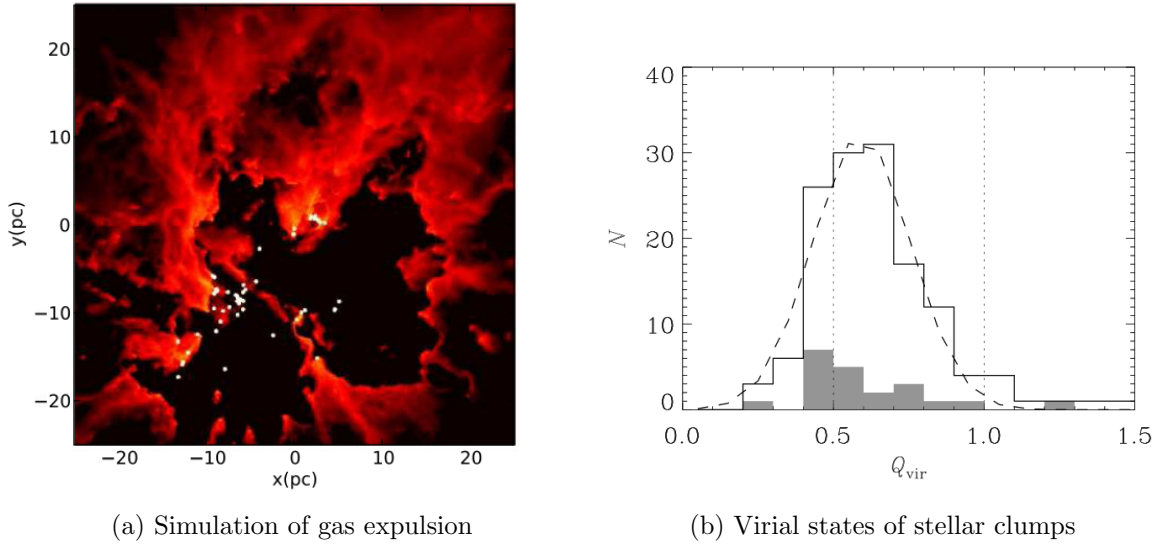 20
10
0
−10
−20
y(pc)
−20 −10 0 10 20
x(pc)
(a) Simulation of gas expulsion
40
30
20
10
0
N
0.0 0.5 1.0 1.5
Qvir
(b) Virial states of stellar clumps